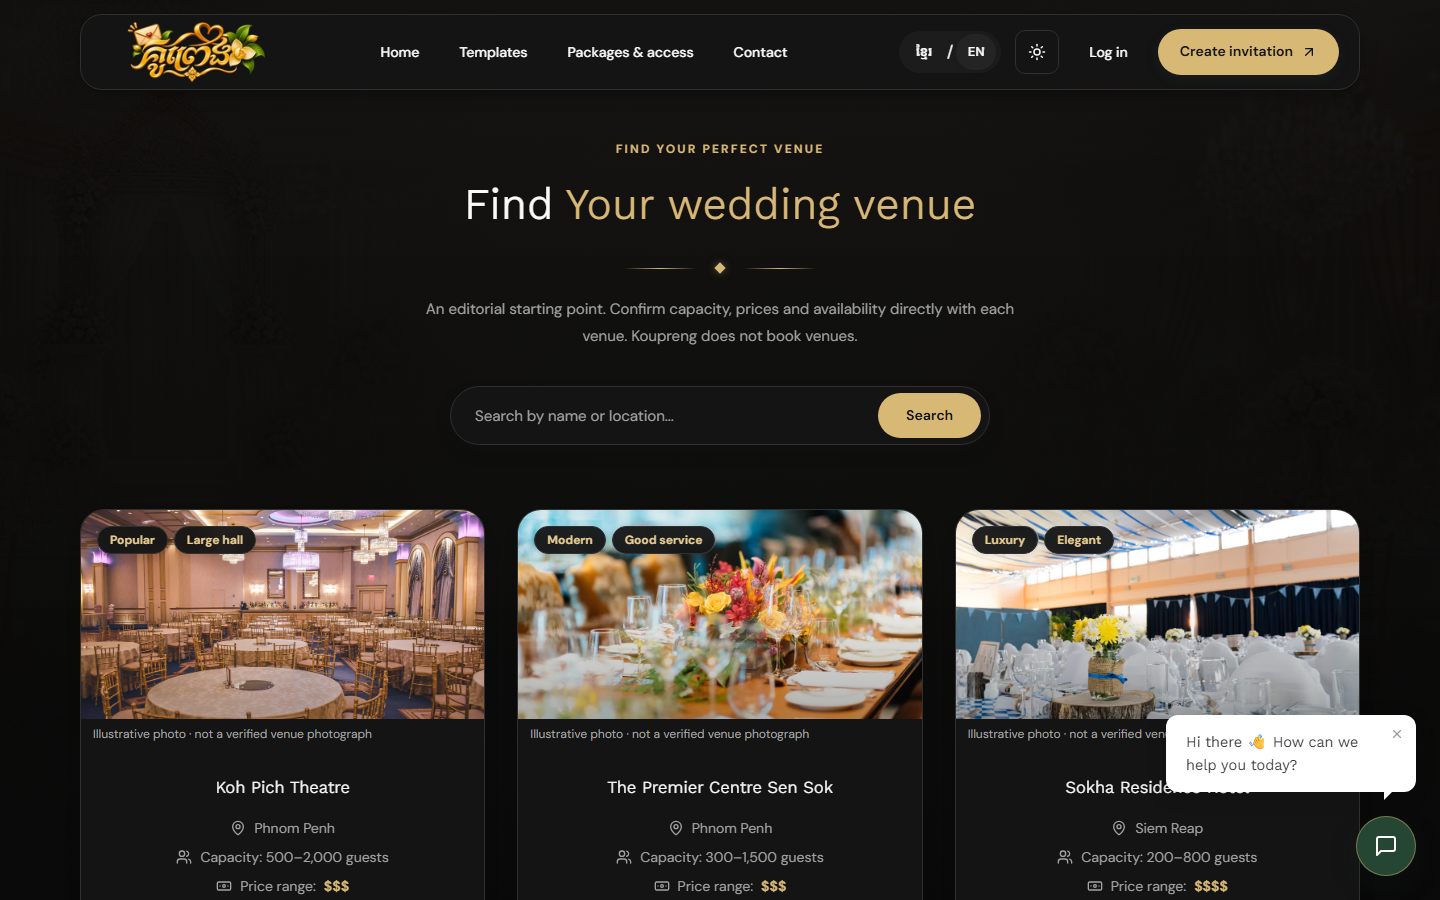 គូព្រេង
Home
Templates
Packages & access
Contact
ខ្មែរ / EN
Log in
Create invitation
FIND YOUR PERFECT VENUE
Find Your wedding venue
An editorial starting point. Confirm capacity, prices and availability directly with each
venue. Koupreng does not book venues.
Search by name or location...
Search
Popular
Large hall
Modern
Good service
Luxury
Elegant
Illustrative photo · not a verified venue photograph
Illustrative photo · not a verified venue photograph
Illustrative photo · not a verified
Hi there 👋 How can we
help you today?
Koh Pich Theatre
The Premier Centre Sen Sok
Sokha Residence Hotel
Phnom Penh
Phnom Penh
Siem Reap
Capacity: 500–2,000 guests
Capacity: 300–1,500 guests
Capacity: 200–800 guests
Price range: $$$
Price range: $$$
Price range: $$$$